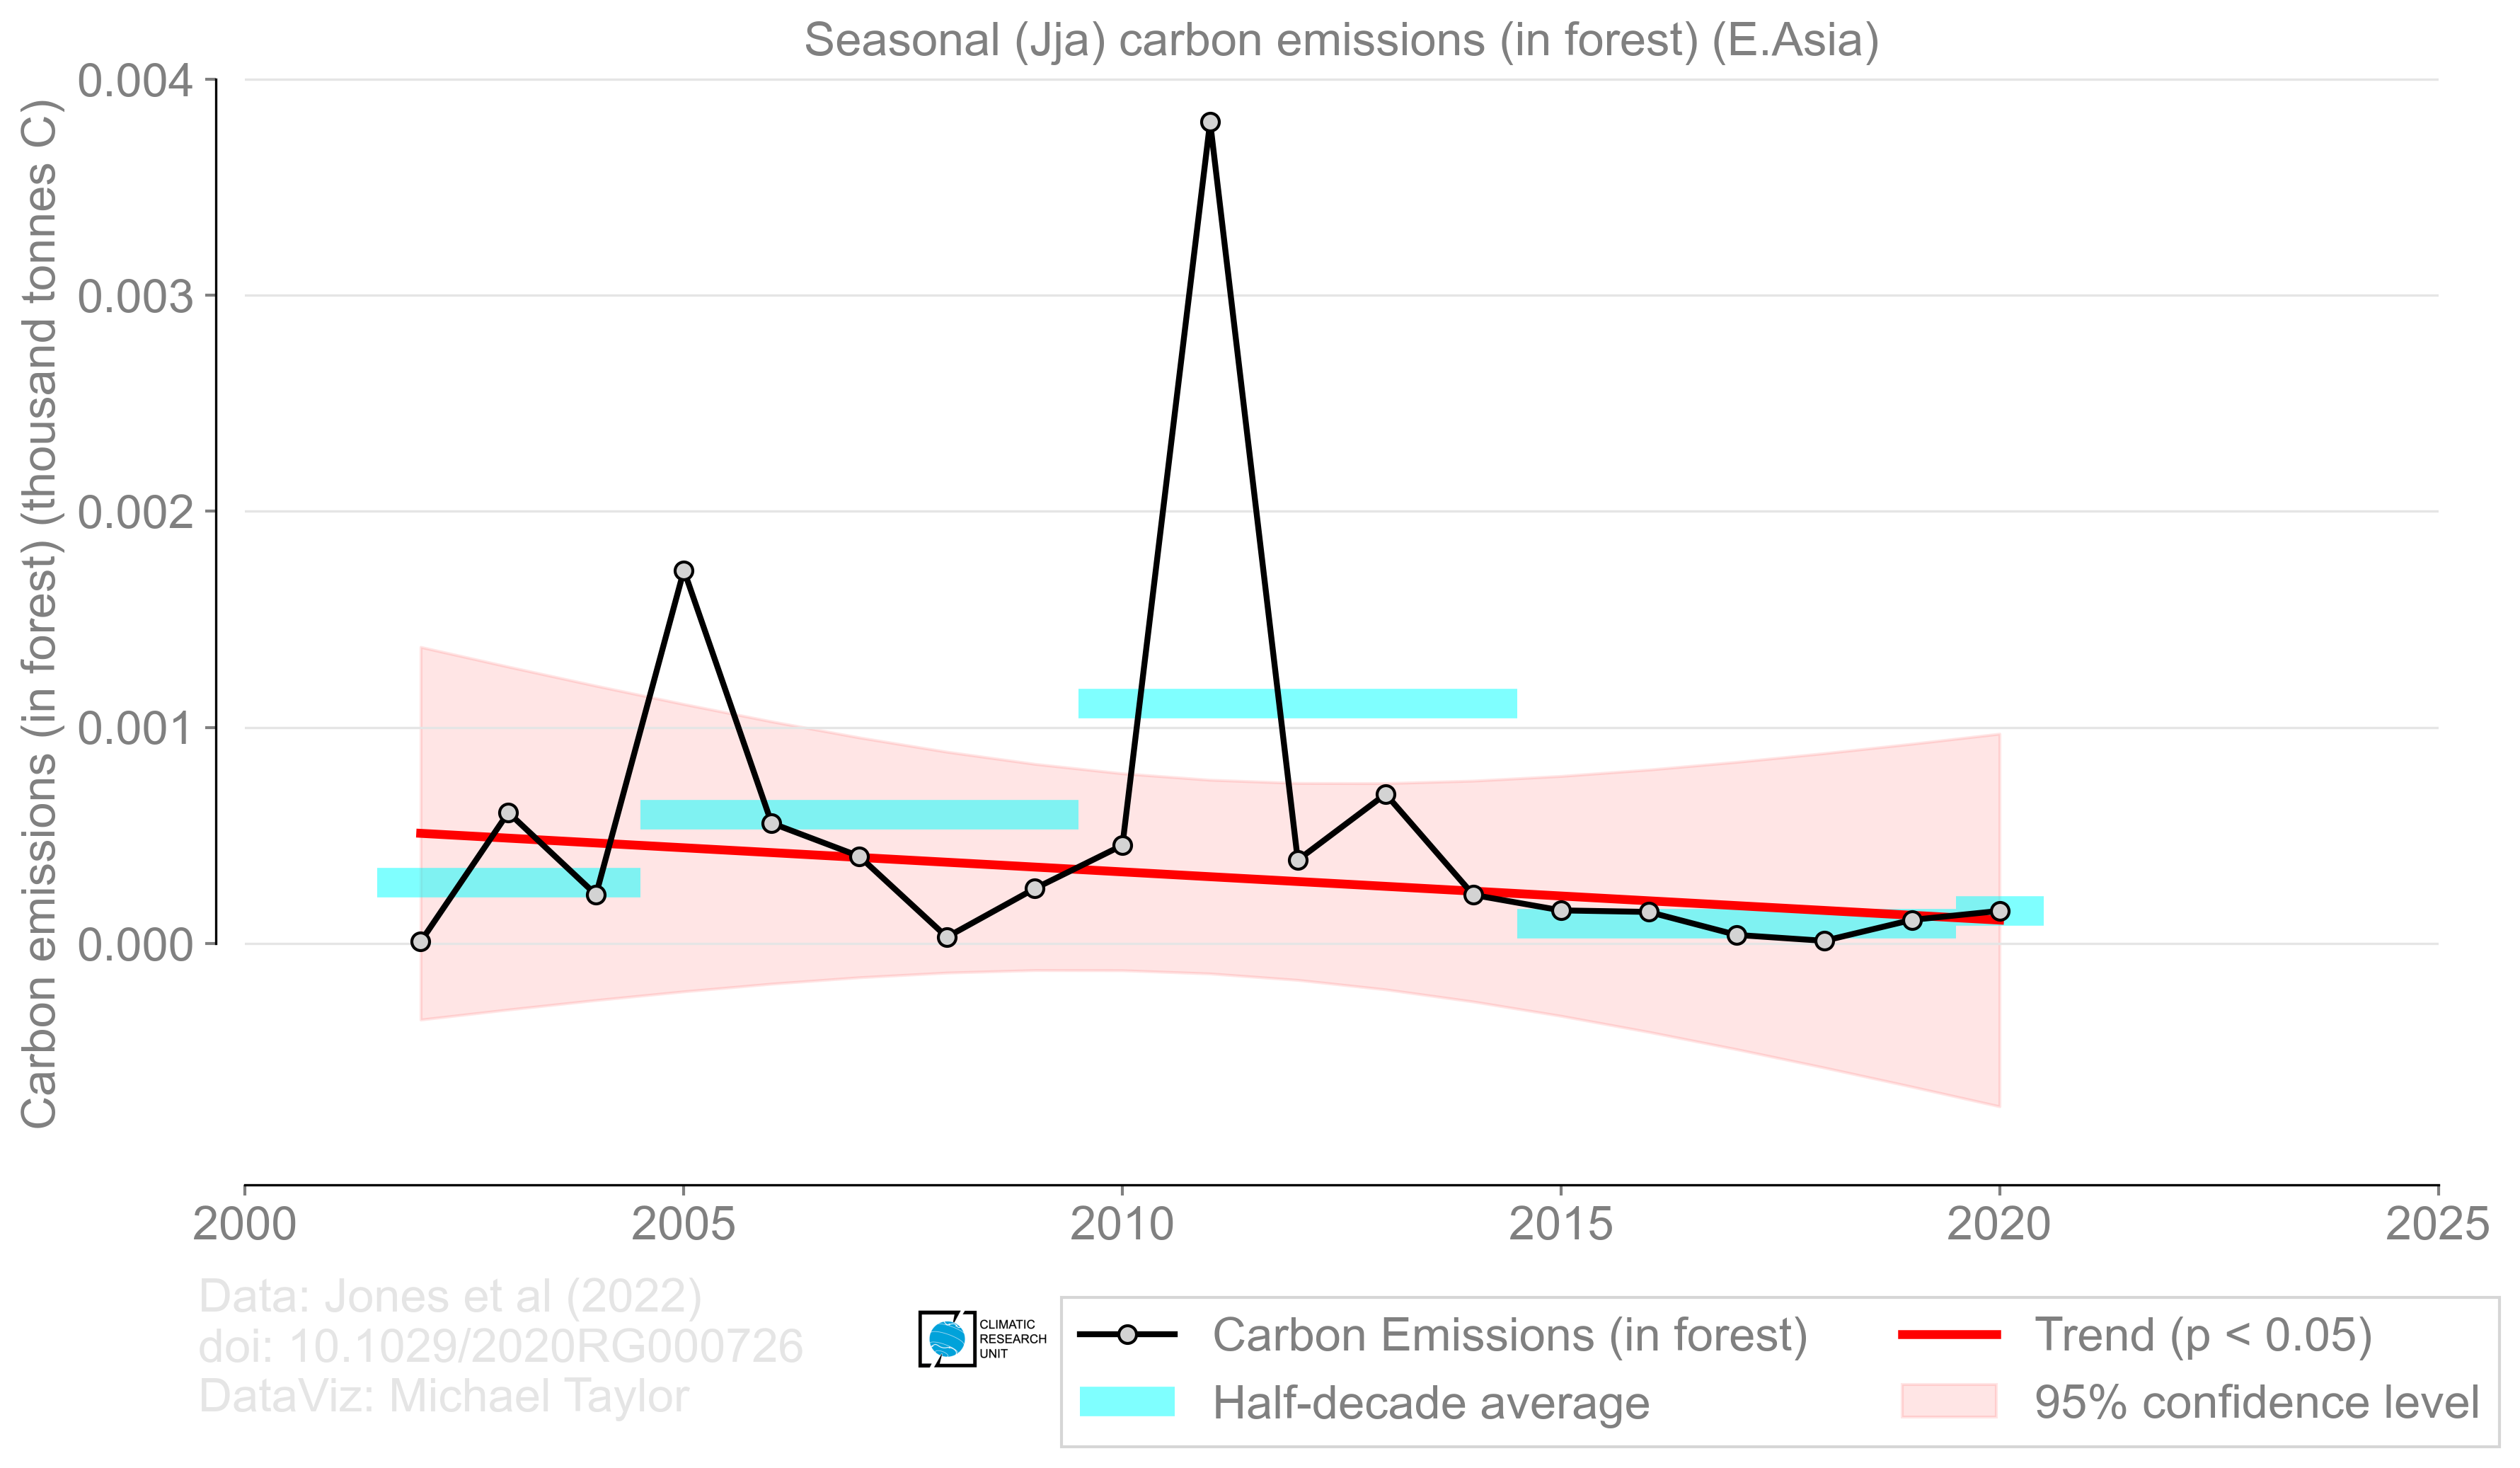 Seasonal (Jja) carbon emissions (in forest) (E.Asia)
Carbon emissions (in forest) (thousand tonnes C)
0.004
0.003
0.002
0.001
0.000
2000
2005
2010
2015
2020
2025
Data: Jones et al (2022)
doi: 10.1029/2020RG000726
DataViz: Michael Taylor
CLIMATIC
RESEARCH
UNIT
Carbon Emissions (in forest)
Half-decade average
Trend (p < 0.05)
95% confidence level